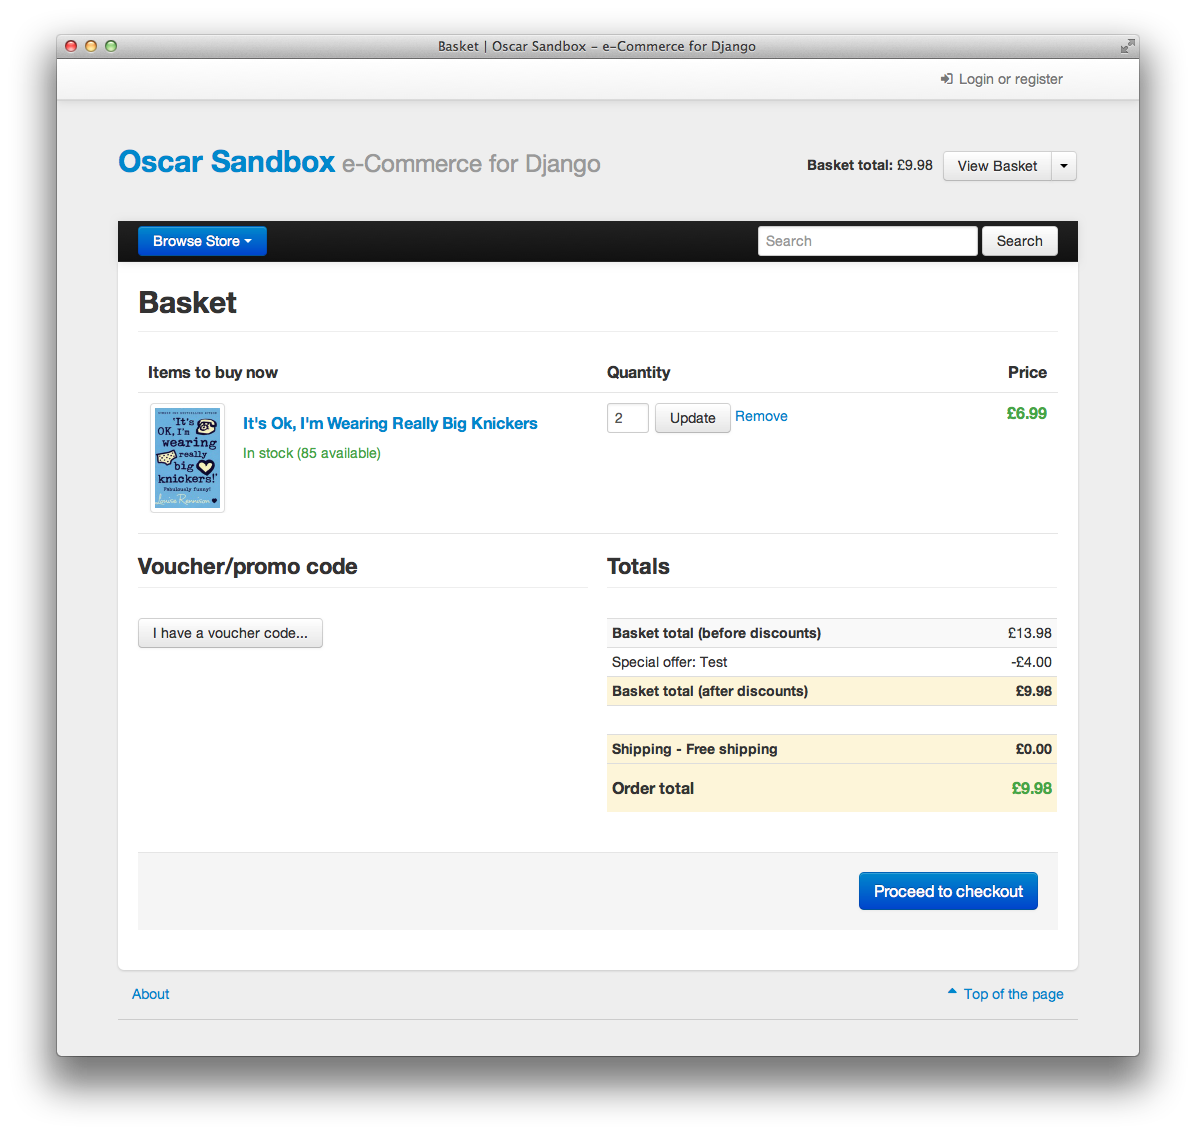 Basket | Oscar Sandbox – e-Commerce for Django
Login or register
Oscar Sandbox e-Commerce for Django
Basket total: £9.98 View Basket
Browse Store Search Search
Basket
Items to buy now Quantity Price
'It's
OK, I'm
wearing
really
big
knickers!'
Fabulously funny!
Louise Rennison
It's Ok, I'm Wearing Really Big Knickers
In stock (85 available)
2 Update Remove £6.99
Voucher/promo code
I have a voucher code...
Totals
Basket total (before discounts) £13.98
Special offer: Test -£4.00
Basket total (after discounts) £9.98
Shipping - Free shipping £0.00
Order total £9.98
Proceed to checkout
About Top of the page